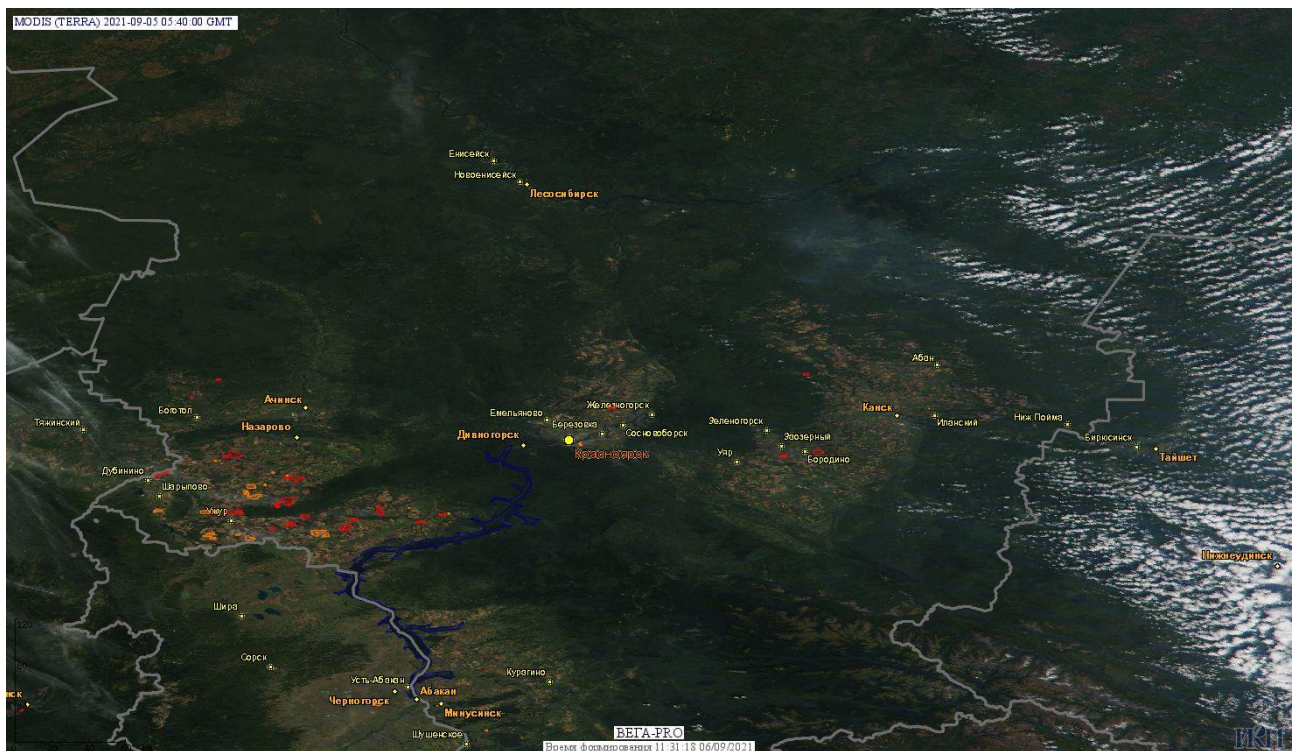 MODIS (TERRA) 2021-09-05 05:40:00 GMT
Енисейск
Новоенисейск
Лесосибирск
Абан
Ачинск
Боготол
Емельяново
Железногорск
Канск
Иланский
Ниж.Пойма
Тяжинский
Назарово
Березовка
Сосновоборск
Зеленогорск
Дивногорск
Красноярск
Заозерный
Бородино
Уяр
Бирюсинск
Тайшет
Дубинино
Шарыпово
Ужур
Нижнеудинск
Шира
120
Сорск
Курагино
Усть-Абакан
Абакан
Черногорск
Минусинск
Шушенское
ВЕГА-PRO
Время формирования 11:31:18 06/09/2021
ИКИ